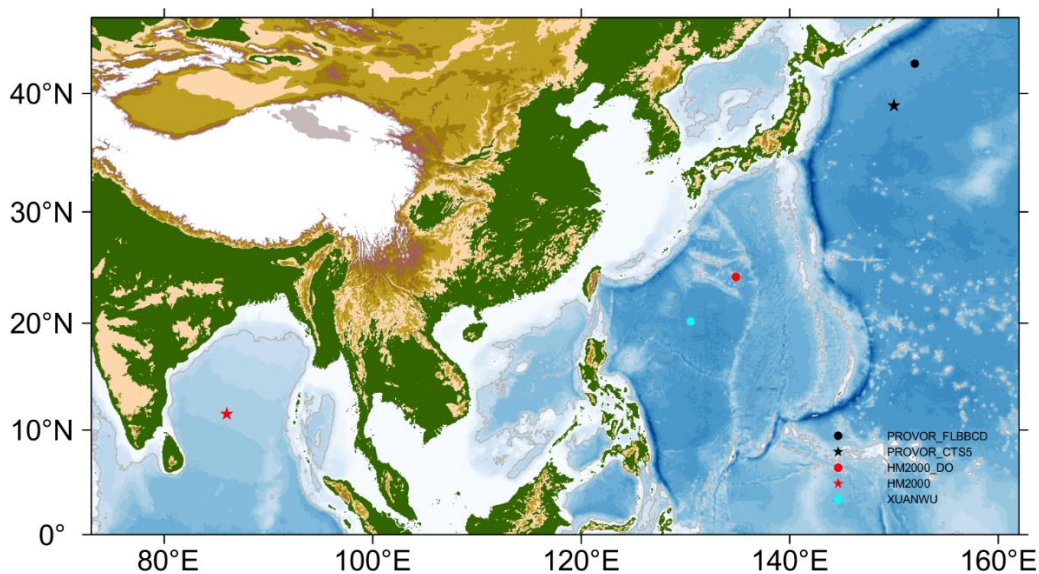 40°N
30°N
20°N
10°N
0°
PROVOR_FLBBCD
PROVOR_CTS5
HM2000_DO
HM2000
XUANWU
80°E
100°E
120°E
140°E
160°E